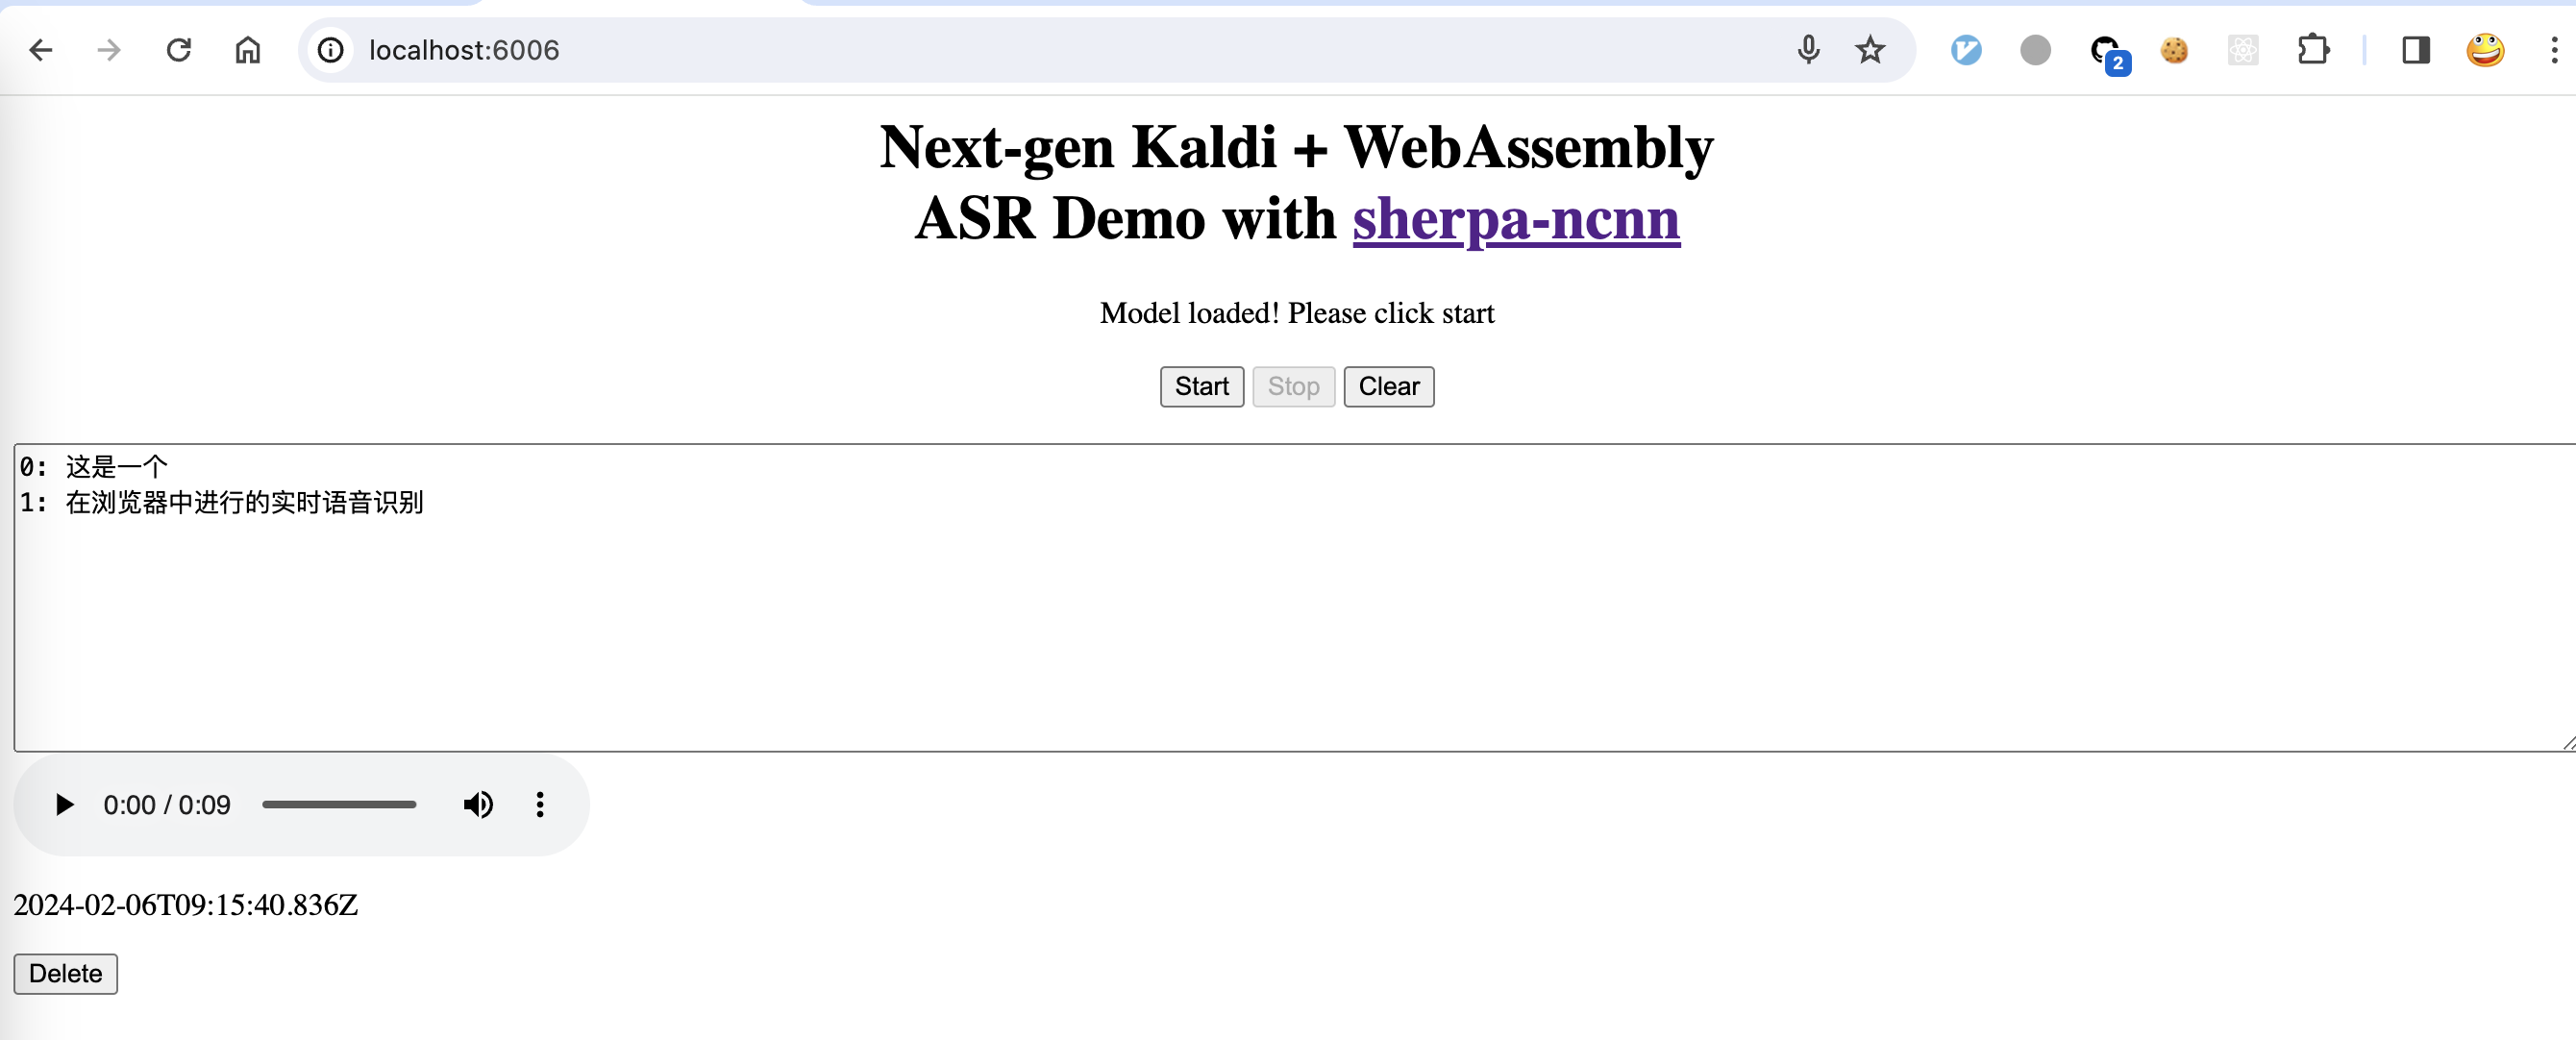 localhost:6006
2
Next-gen Kaldi + WebAssembly
ASR Demo with sherpa-ncnn
Model loaded! Please click start
Start Stop Clear
0: 这是一个
1: 在浏览器中进行的实时语音识别
0:00 / 0:09
2024-02-06T09:15:40.836Z
Delete